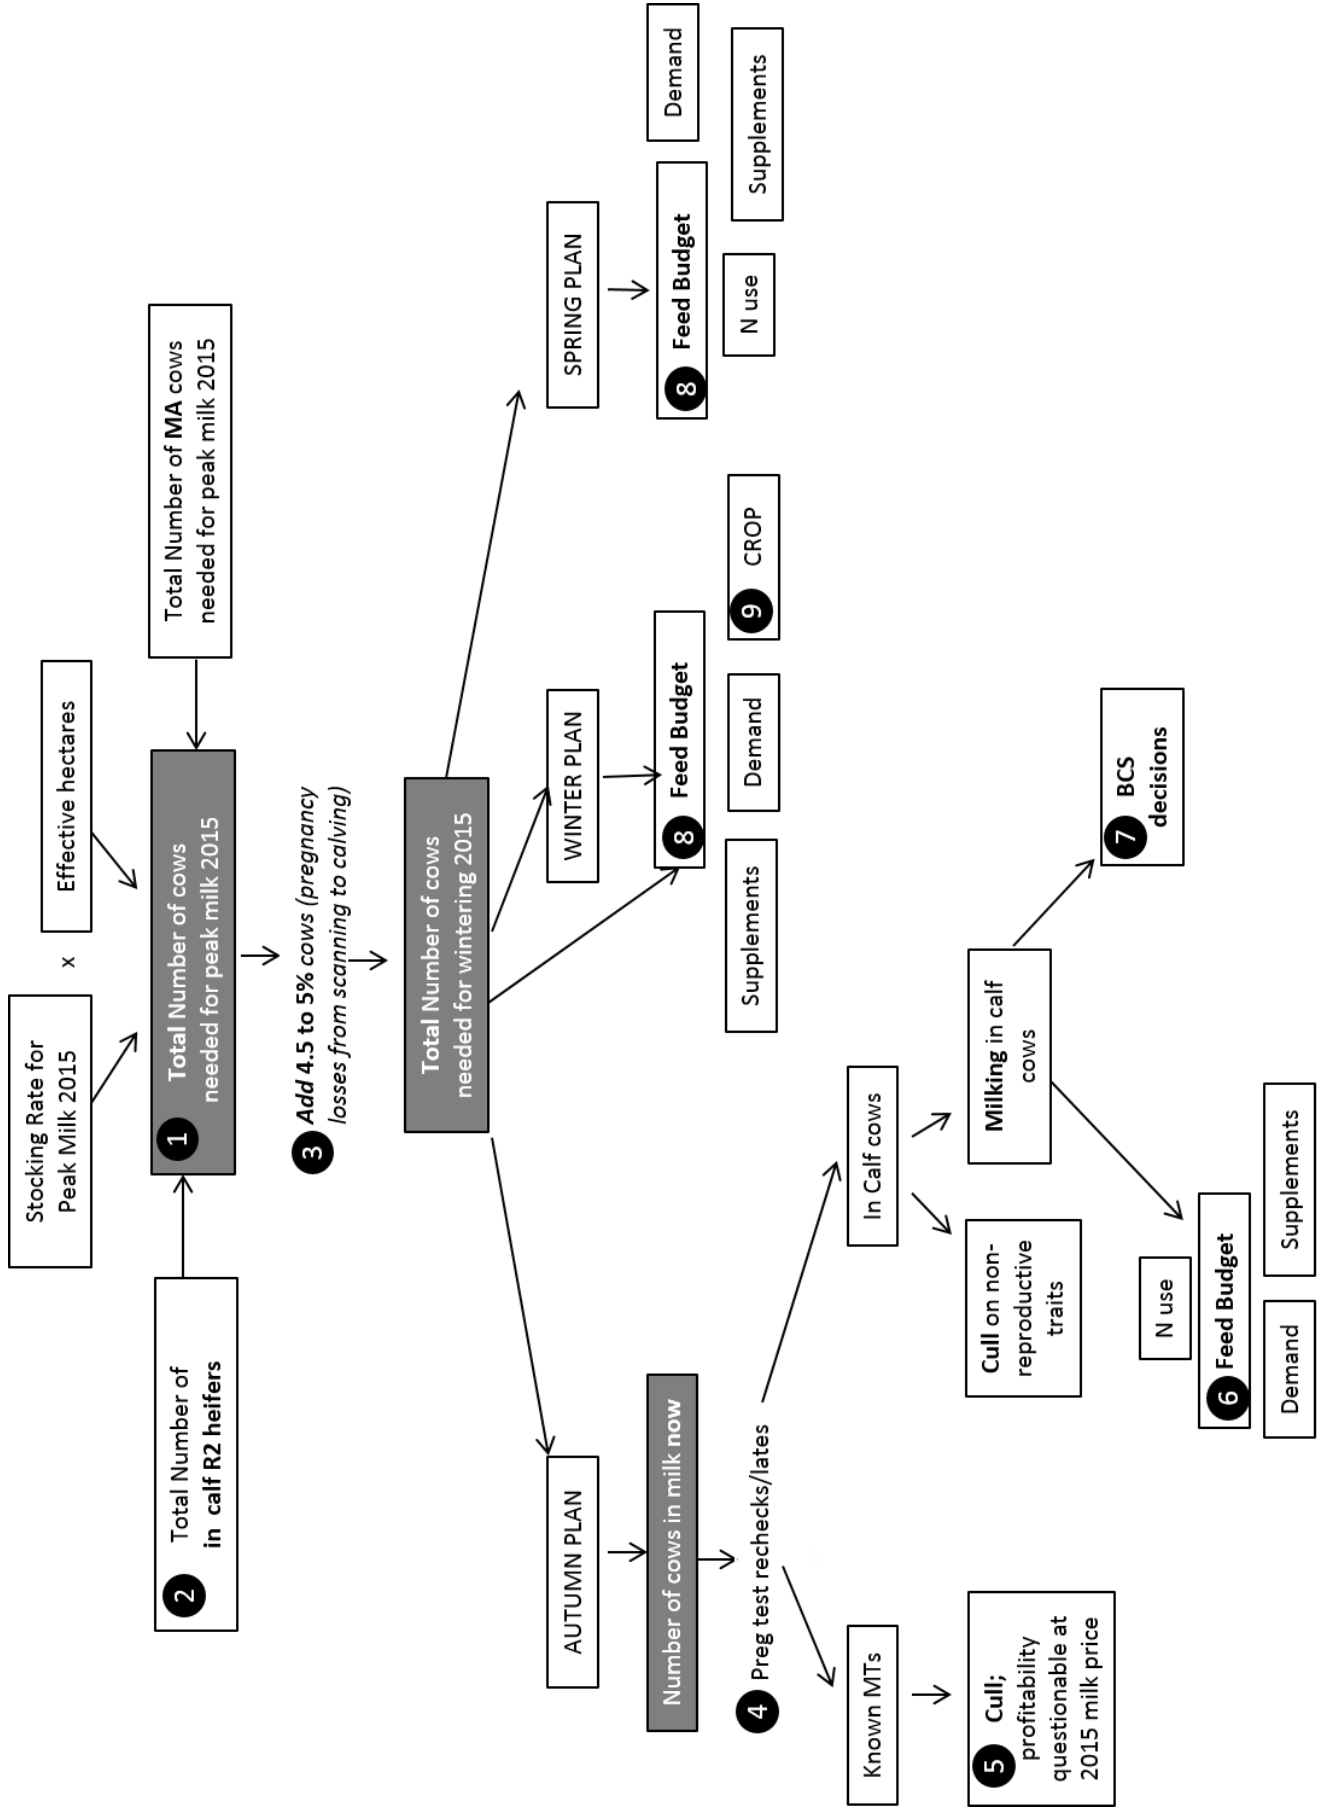 Stocking Rate for
Peak Milk 2015
x
Effective hectares
2
Total Number of
in calf R2 heifers
1
Total Number of cows
needed for peak milk 2015
Total Number of MA cows
needed for peak milk 2015
3
Add 4.5 to 5% cows (pregnancy
losses from scanning to calving)
Total Number of cows
needed for wintering 2015
AUTUMN PLAN
WINTER PLAN
SPRING PLAN
Number of cows in milk now
8 Feed Budget
8 Feed Budget
Demand
Supplements
Demand
9 CROP
N use
Supplements
4 Preg test rechecks/lates
Known MTs
In Calf cows
5 Cull;
profitability
questionable at
2015 milk price
Cull on non-
reproductive
traits
Milking in calf
cows
7 BCS
decisions
N use
6 Feed Budget
Demand
Supplements